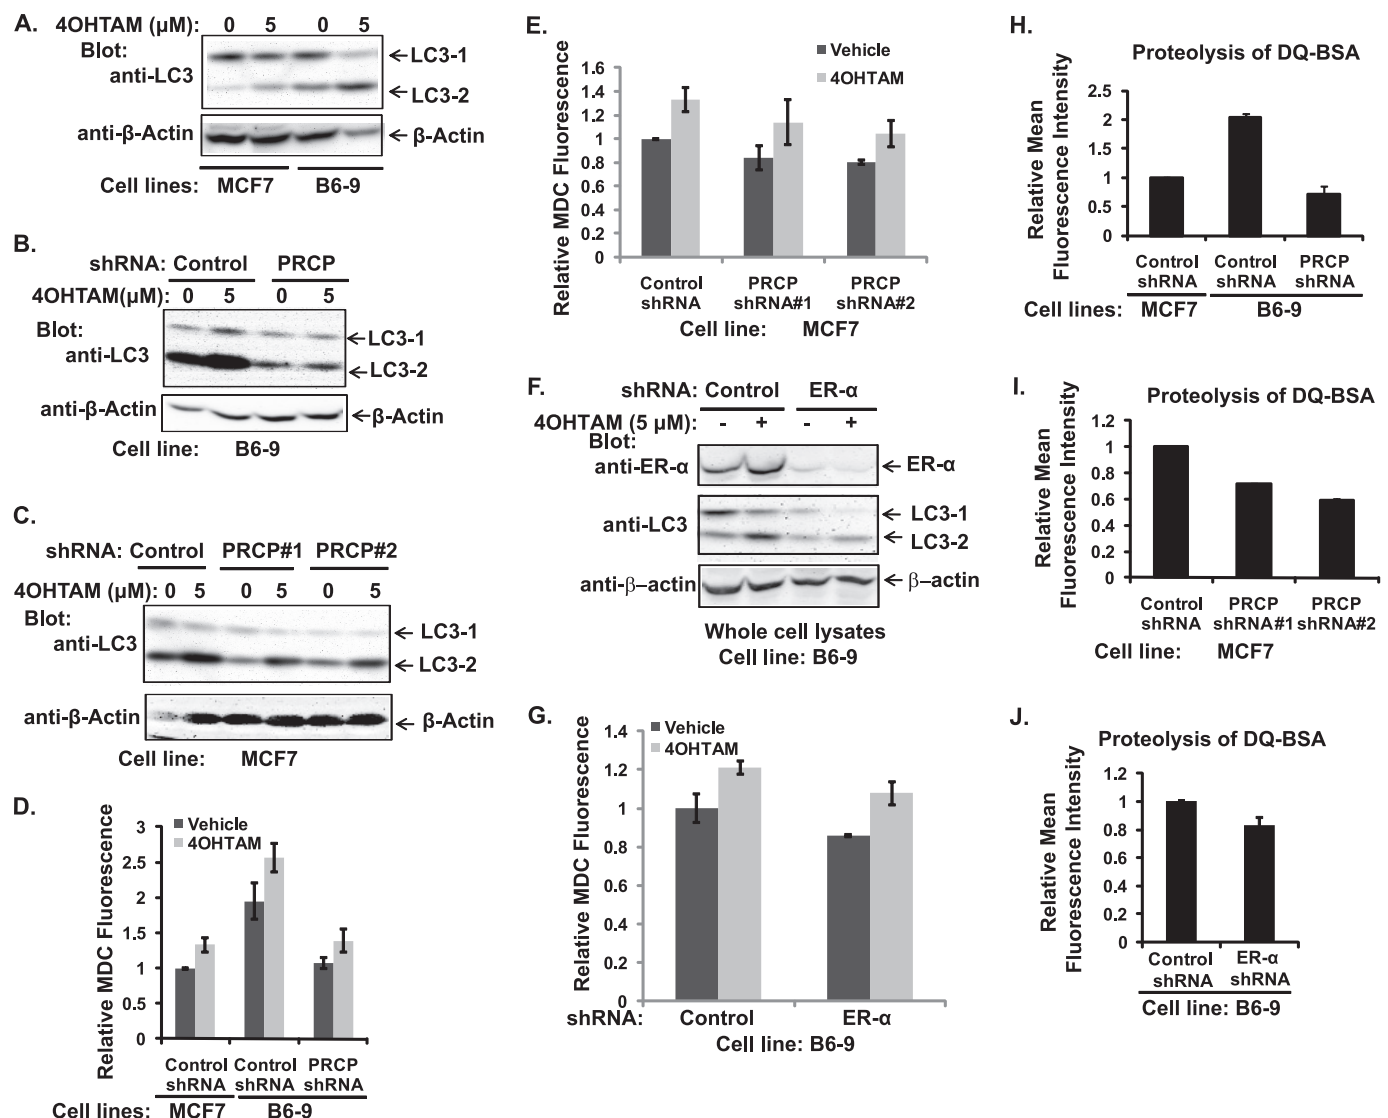 A.
4OHTAM (μM): 0 5 0 5
Blot:
anti-LC3
LC3-1
LC3-2
anti-β-Actin
β-Actin
Cell lines: MCF7 B6-9
B.
shRNA: Control PRCP
4OHTAM(μM): 0 5 0 5
Blot:
anti-LC3
LC3-1
LC3-2
anti-β-Actin
β-Actin
Cell line: B6-9
C.
shRNA: Control PRCP#1 PRCP#2
4OHTAM (μM): 0 5 0 5 0 5
Blot:
anti-LC3
LC3-1
LC3-2
anti-β-Actin
β-Actin
Cell line: MCF7
D.
Relative MDC Fluorescence
Vehicle
4OHTAM
3
2.5
2
1.5
1
0.5
0
Control shRNA
Control shRNA
PRCP shRNA
Cell lines: MCF7 B6-9
E.
Relative MDC Fluorescence
Vehicle
4OHTAM
1.6
1.4
1.2
1
0.8
0.6
0.4
0.2
0
Control shRNA
PRCP shRNA#1
PRCP shRNA#2
Cell line: MCF7
F.
shRNA: Control ER-α
4OHTAM (5 μM): - + - +
Blot:
anti-ER-α
ER-α
anti-LC3
LC3-1
LC3-2
anti-β–actin
β–actin
Whole cell lysates
Cell line: B6-9
G.
Relative MDC Fluorescence
Vehicle
4OHTAM
1.4
1.2
1
0.8
0.6
0.4
0.2
0
shRNA: Control ER-α
Cell line: B6-9
H.
Proteolysis of DQ-BSA
Relative Mean
Fluorescence Intensity
2.5
2
1.5
1
0.5
0
Control shRNA
Control shRNA
PRCP shRNA
Cell lines: MCF7 B6-9
I.
Proteolysis of DQ-BSA
Relative Mean
Fluorescence Intensity
1.2
1
0.8
0.6
0.4
0.2
0
Control shRNA
PRCP shRNA#1
PRCP shRNA#2
Cell line: MCF7
J.
Proteolysis of DQ-BSA
Relative Mean
Fluorescence Intensity
1.2
1
0.8
0.6
0.4
0.2
0
Control shRNA
ER-α shRNA
Cell line: B6-9